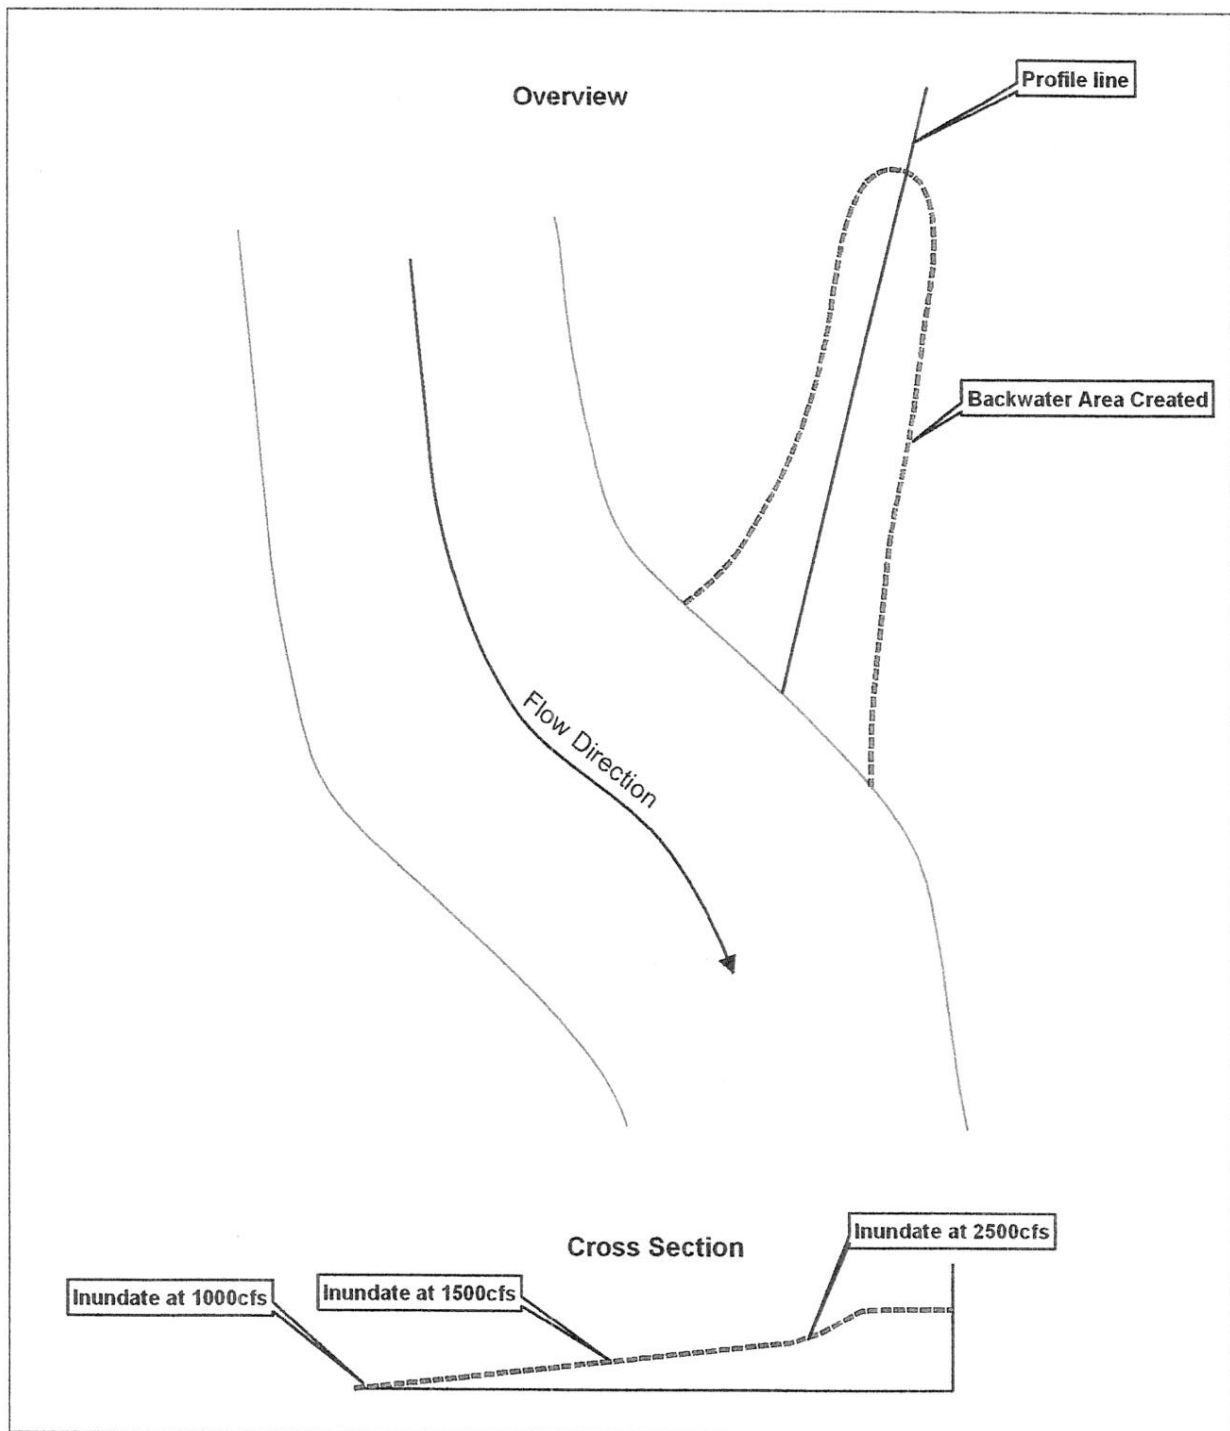 Overview
Profile line
Backwater Area Created
Flow Direction
Cross Section
Inundate at 2500cfs
Inundate at 1500cfs
Inundate at 1000cfs